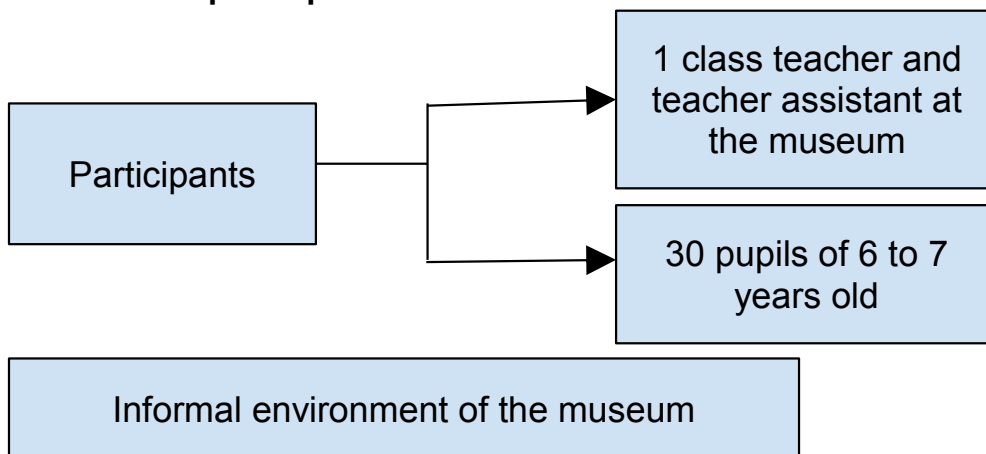 1 class teacher and
teacher assistant at
the museum
Participants
30 pupils of 6 to 7
years old
Informal environment of the museum